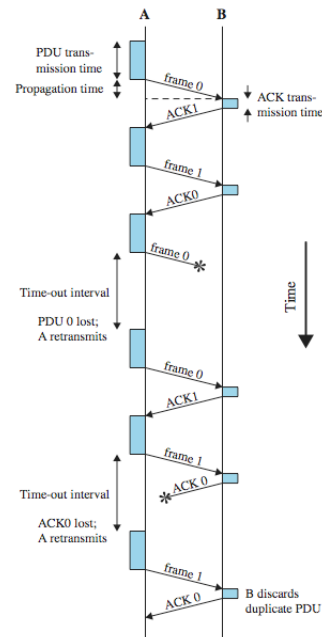 A
B
PDU trans-
mission time
frame 0
Propagation time
ACK trans-
mission time
ACK1
frame 1
ACK0
frame 0
Time-out interval
PDU 0 lost;
A retransmits
Time
frame 0
ACK1
frame 1
Time-out interval
ACK 0
ACK0 lost;
A retransmits
frame 1
B discards
duplicate PDU
ACK 0